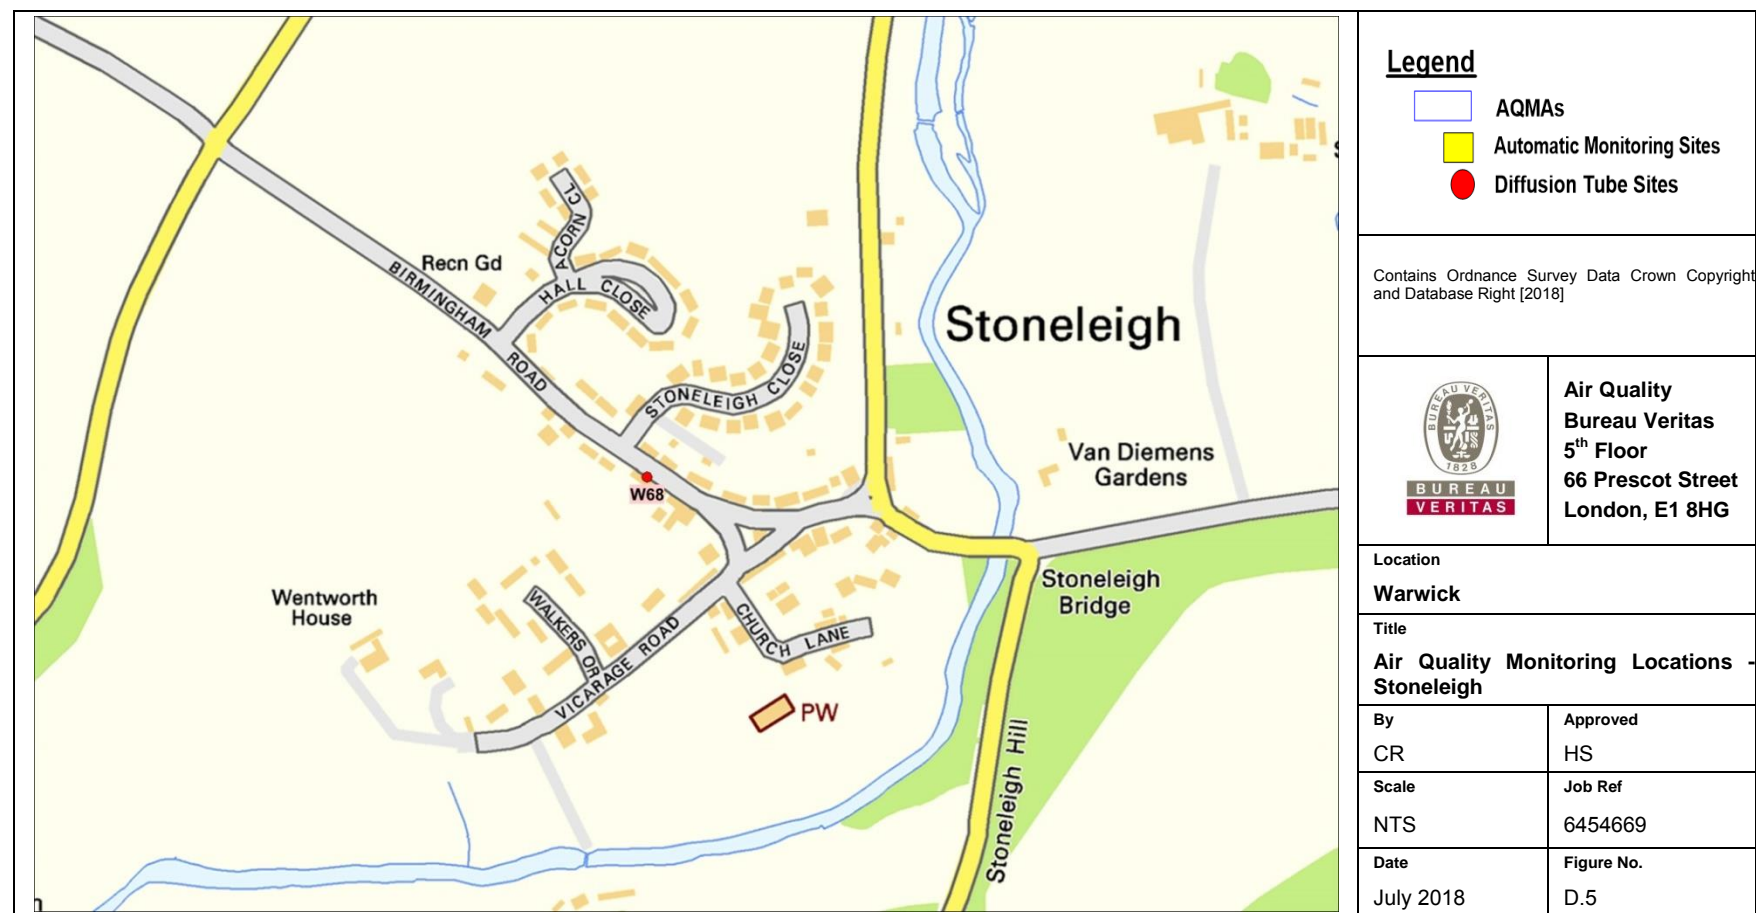 Recn Gd
BIRMINGHAM ROAD
ACORN CL
HALL CLOSE
STONELEIGH CLOSE
Stoneleigh
W68
Van Diemens
Gardens
Stoneleigh
Bridge
Wentworth
House
WALKERS OR
VICARAGE ROAD
CHURCH LANE
PW
Stoneleigh Hill
Legend
AQMAs
Automatic Monitoring Sites
Diffusion Tube Sites
Contains Ordnance Survey Data Crown Copyright
and Database Right [2018]
BUREAU VERITAS
1828
BUREAU
VERITAS
Air Quality
Bureau Veritas
5th Floor
66 Prescot Street
London, E1 8HG
Location
Warwick
Title
Air Quality Monitoring Locations -
Stoneleigh
By
CR
Approved
HS
Scale
NTS
Job Ref
6454669
Date
July 2018
Figure No.
D.5